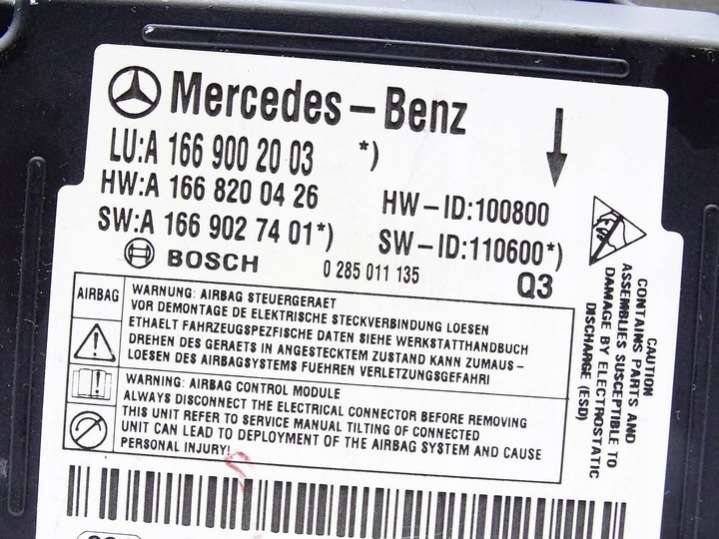 Mercedes-Benz
LU:A 166 900 20 03 *)
HW:A 166 820 04 26 HW-ID:100800
SW:A 166 902 74 01*) SW-ID:110600*)
BOSCH 0 285 011 135 Q3
AIRBAG
WARNUNG: AIRBAG STEUERGERAET
VOR DEMONTAGE DE ELEKTRISCHE STECKVERBINDUNG LOESEN
ETHAELT FAHRZEUGSPEZFISCHE DATEN SIEHE WERKSTATTHANDBUCH
DREHEN DES GERAETS IN ANGESTECKTEM ZUSTAND KANN ZUMAUS-
LOESEN DES AIRBAGSYSTEMS FUEHREN VERLETZUNGSGEFAHR!
WARNING: AIRBAG CONTROL MODULE
ALWAYS DISCONNECT THE ELECTRICAL CONNECTOR BEFORE REMOVING
THIS UNIT REFER TO SERVICE MANUAL TILTING OF CONNECTED
UNIT CAN LEAD TO DEPLOYMENT OF THE AIRBAG SYSTEM AND CAUSE
PERSONAL INJURY!
CAUTION
CONTAINS PARTS AND
ASSEMBLIES SUSCEPTIBLE TO
DAMAGE BY ELECTROSTATIC
DISCHARGE (ESD)